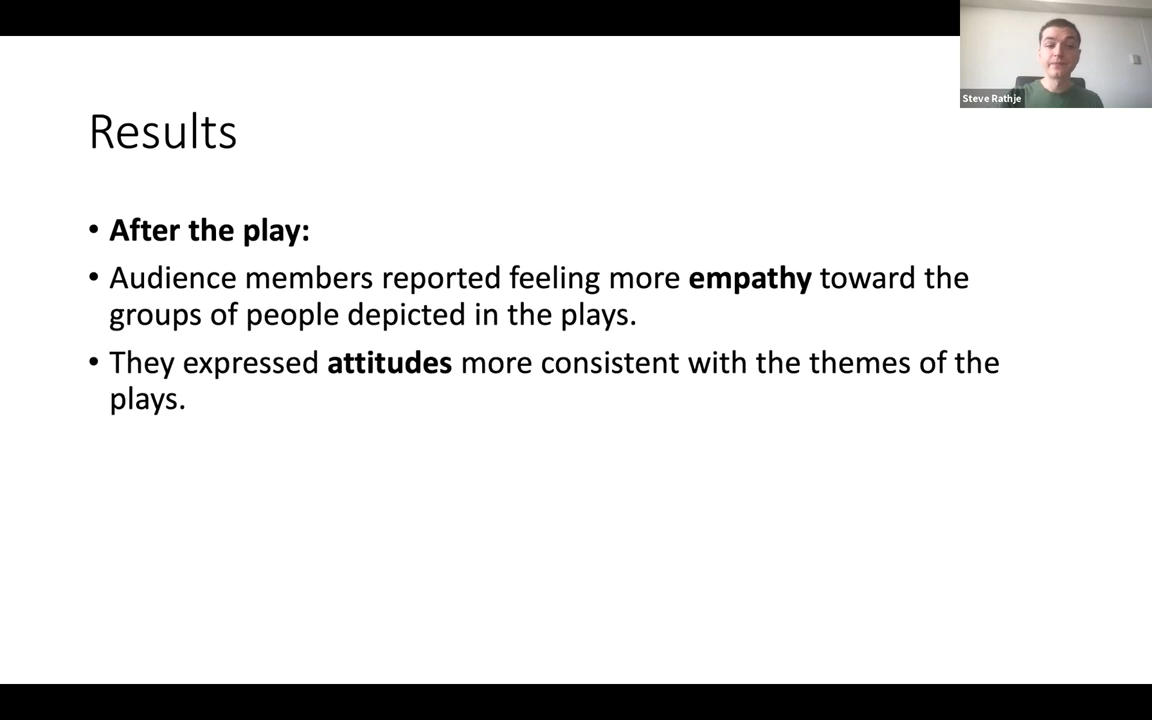 Steve Rathje
Results
• After the play:
• Audience members reported feeling more empathy toward the
groups of people depicted in the plays.
• They expressed attitudes more consistent with the themes of the
plays.